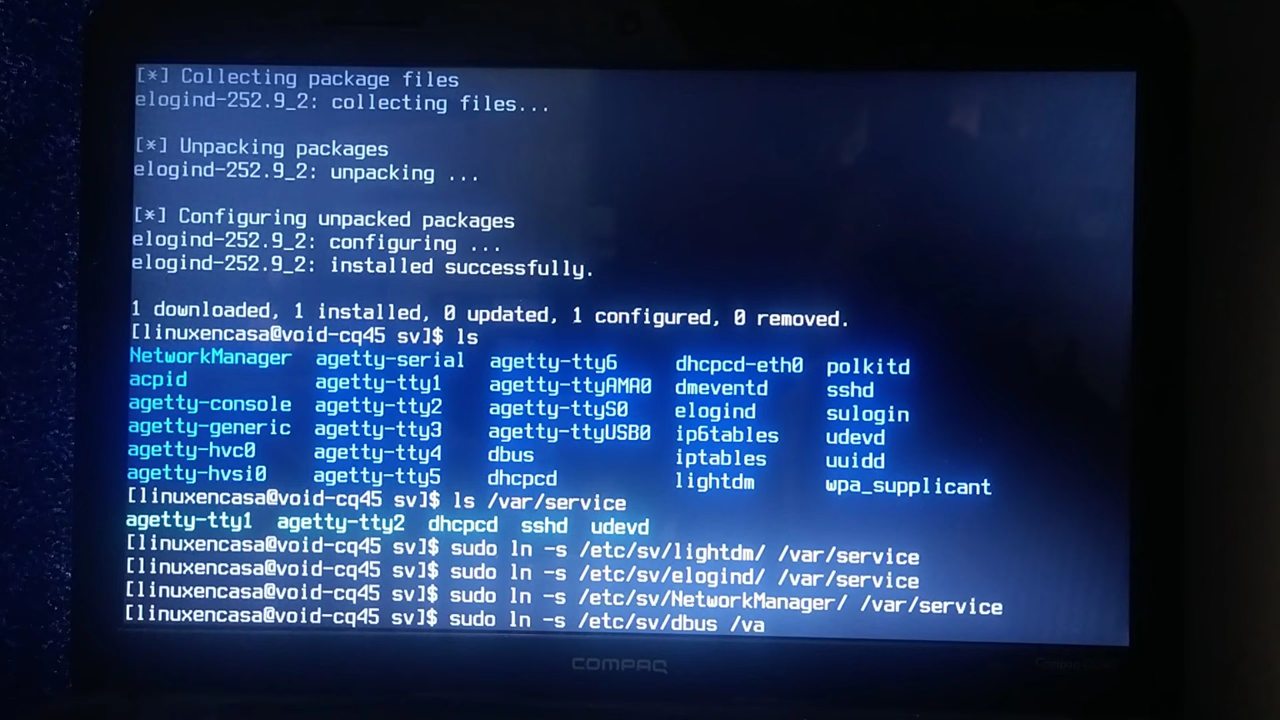 [*] Collecting package files
elogind-252.9_2: collecting files...
[*] Unpacking packages
elogind-252.9_2: unpacking ...
[*] Configuring unpacked packages
elogind-252.9_2: configuring ...
elogind-252.9_2: installed successfully.
1 downloaded, 1 installed, 0 updated, 1 configured, 0 removed.
[linuxencasa@void-cq45 sv]$ ls
NetworkManager agetty-serial agetty-tty6 dhcpcd-eth0 polkitd
acpid agetty-tty1 agetty-ttyAMA0 dmeventd sshd
agetty-console agetty-tty2 agetty-ttyS0 elogind sulogin
agetty-generic agetty-tty3 agetty-ttyUSB0 ip6tables udevd
agetty-hvc0 agetty-tty4 dbus iptables uuidd
agetty-hvsi0 agetty-tty5 dhcpcd lightdm wpa_supplicant
[linuxencasa@void-cq45 sv]$ ls /var/service
agetty-tty1 agetty-tty2 dhcpcd sshd udevd
[linuxencasa@void-cq45 sv]$ sudo ln -s /etc/sv/lightdm/ /var/service
[linuxencasa@void-cq45 sv]$ sudo ln -s /etc/sv/elogind/ /var/service
[linuxencasa@void-cq45 sv]$ sudo ln -s /etc/sv/NetworkManager/ /var/service
[linuxencasa@void-cq45 sv]$ sudo ln -s /etc/sv/dbus /va
COMPAQ